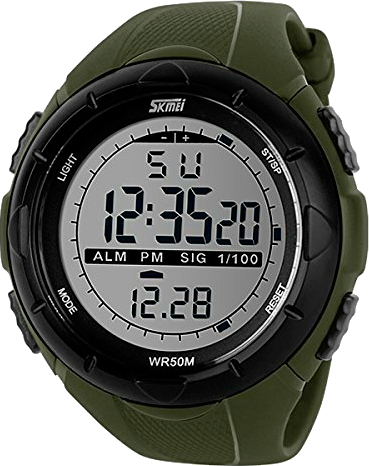 SKMEI
- +
LIGHT
ST/SP
SU
12:35 20
ALM PM SIG 1/100
12.28
MODE
RESET
WR50M